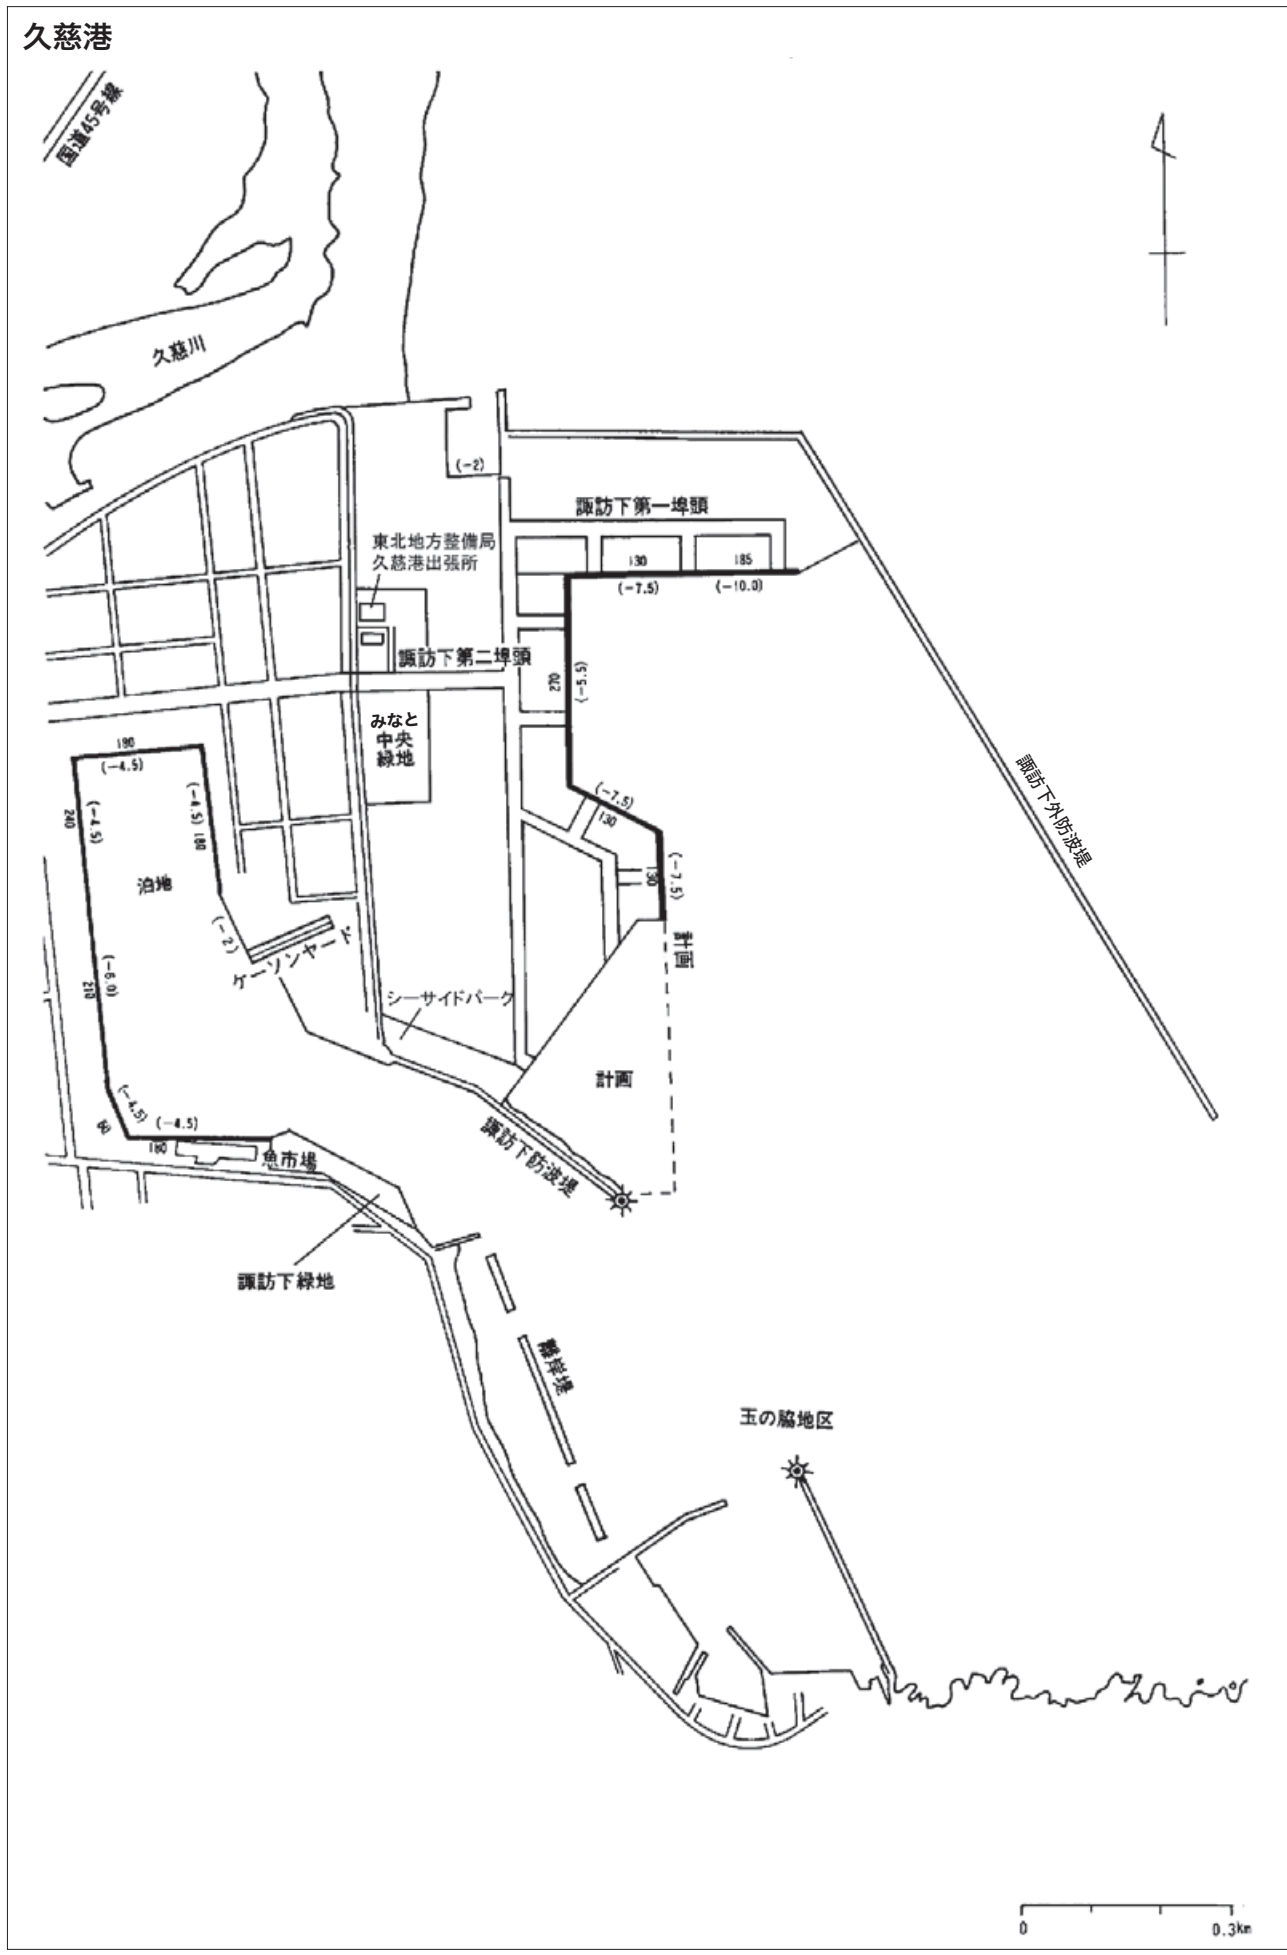 久慈港
国道45号線
久慈川
(-2)
諏訪下第一埠頭
東北地方整備局
久慈港出張所
130
185
(-7.5)
(-10.0)
諏訪下第二埠頭
270
(-5.5)
みなと
中央
緑地
180
(-4.5)
240
(-4.5)
(-4.5)
180
(-7.5)
130
諏訪下外防波堤
130
(-7.5)
泊地
(-2)
ケーソンヤード
計画
(-6.0)
210
シーサイドパーク
計画
(-4.5)
60
(-4.5)
180
魚市場
諏訪下防波堤
諏訪下緑地
離岸堤
玉の脇地区
0
0.3km